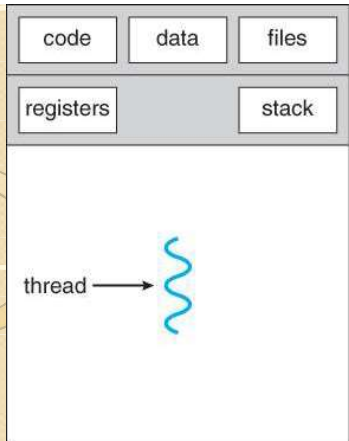 code data files
registers stack
thread